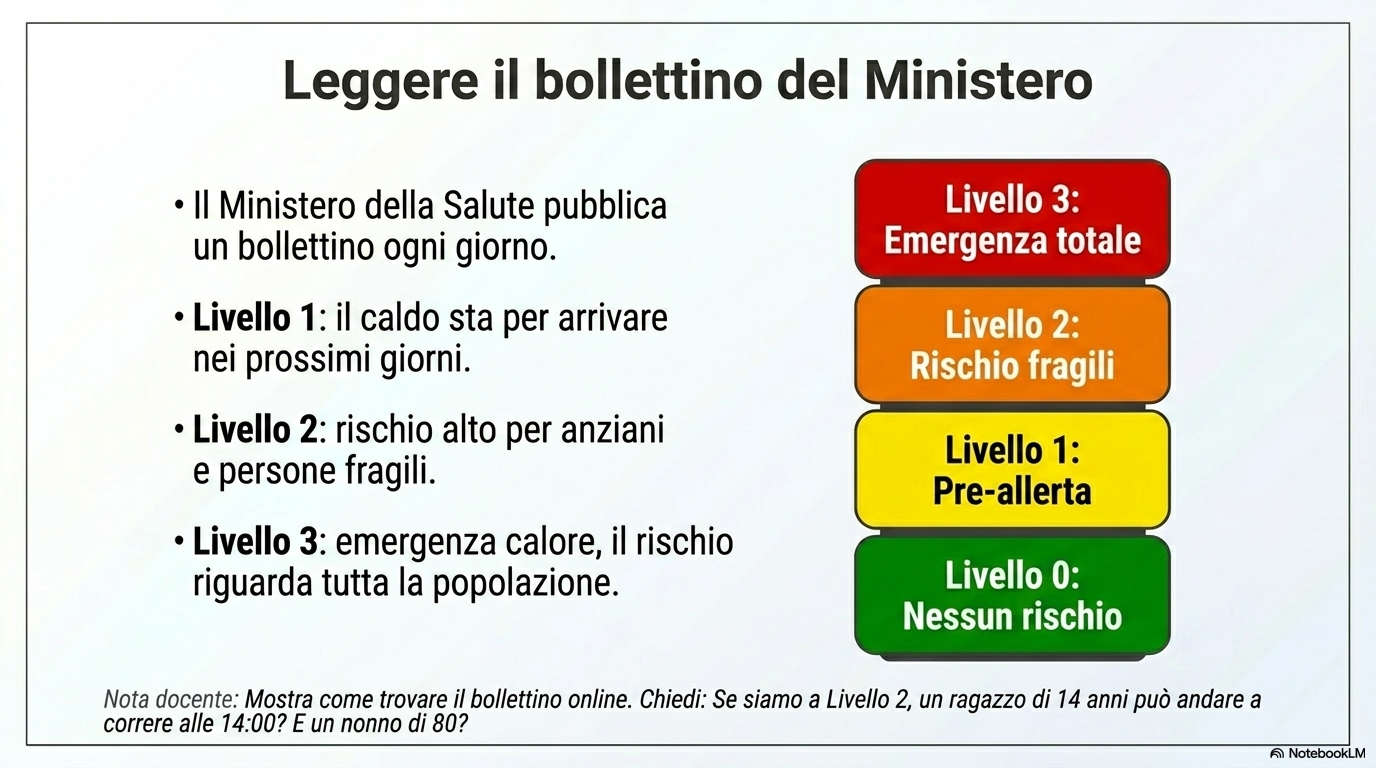 Leggere il bollettino del Ministero
• Il Ministero della Salute pubblica
un bollettino ogni giorno.
• Livello 1: il caldo sta per arrivare
nei prossimi giorni.
• Livello 2: rischio alto per anziani
e persone fragili.
• Livello 3: emergenza calore, il rischio
riguarda tutta la popolazione.
Livello 3:
Emergenza totale
Livello 2:
Rischio fragili
Livello 1:
Pre-allerta
Livello 0:
Nessun rischio
Nota docente: Mostra come trovare il bollettino online. Chiedi: Se siamo a Livello 2, un ragazzo di 14 anni può andare a
correre alle 14:00? E un nonno di 80?
NotebookLM